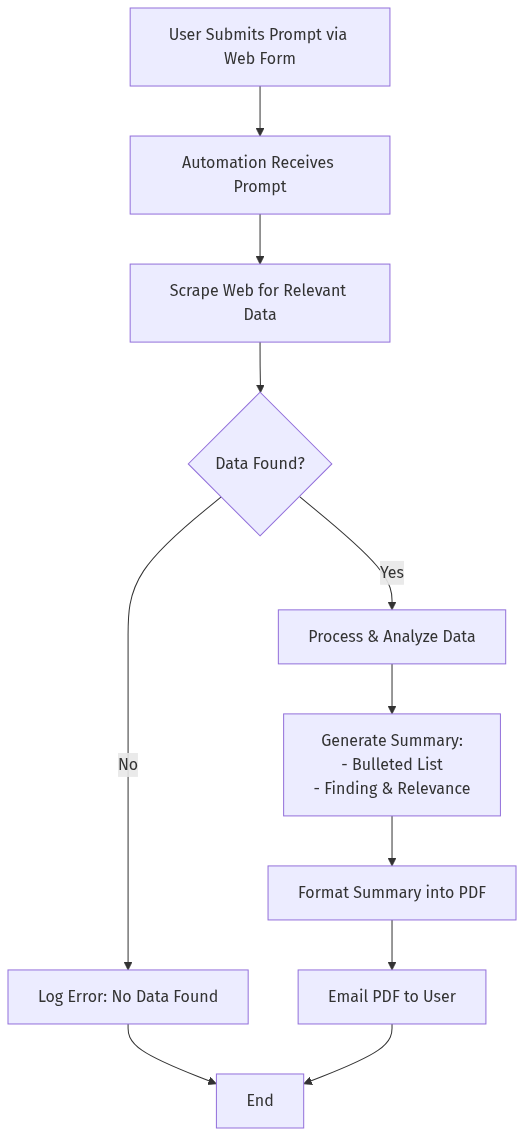 User Submits Prompt via
Web Form
Automation Receives
Prompt
Scrape Web for Relevant
Data
Data Found?
Yes
Process & Analyze Data
Generate Summary:
- Bulleted List
- Finding & Relevance
No
Format Summary into PDF
Log Error: No Data Found
Email PDF to User
End